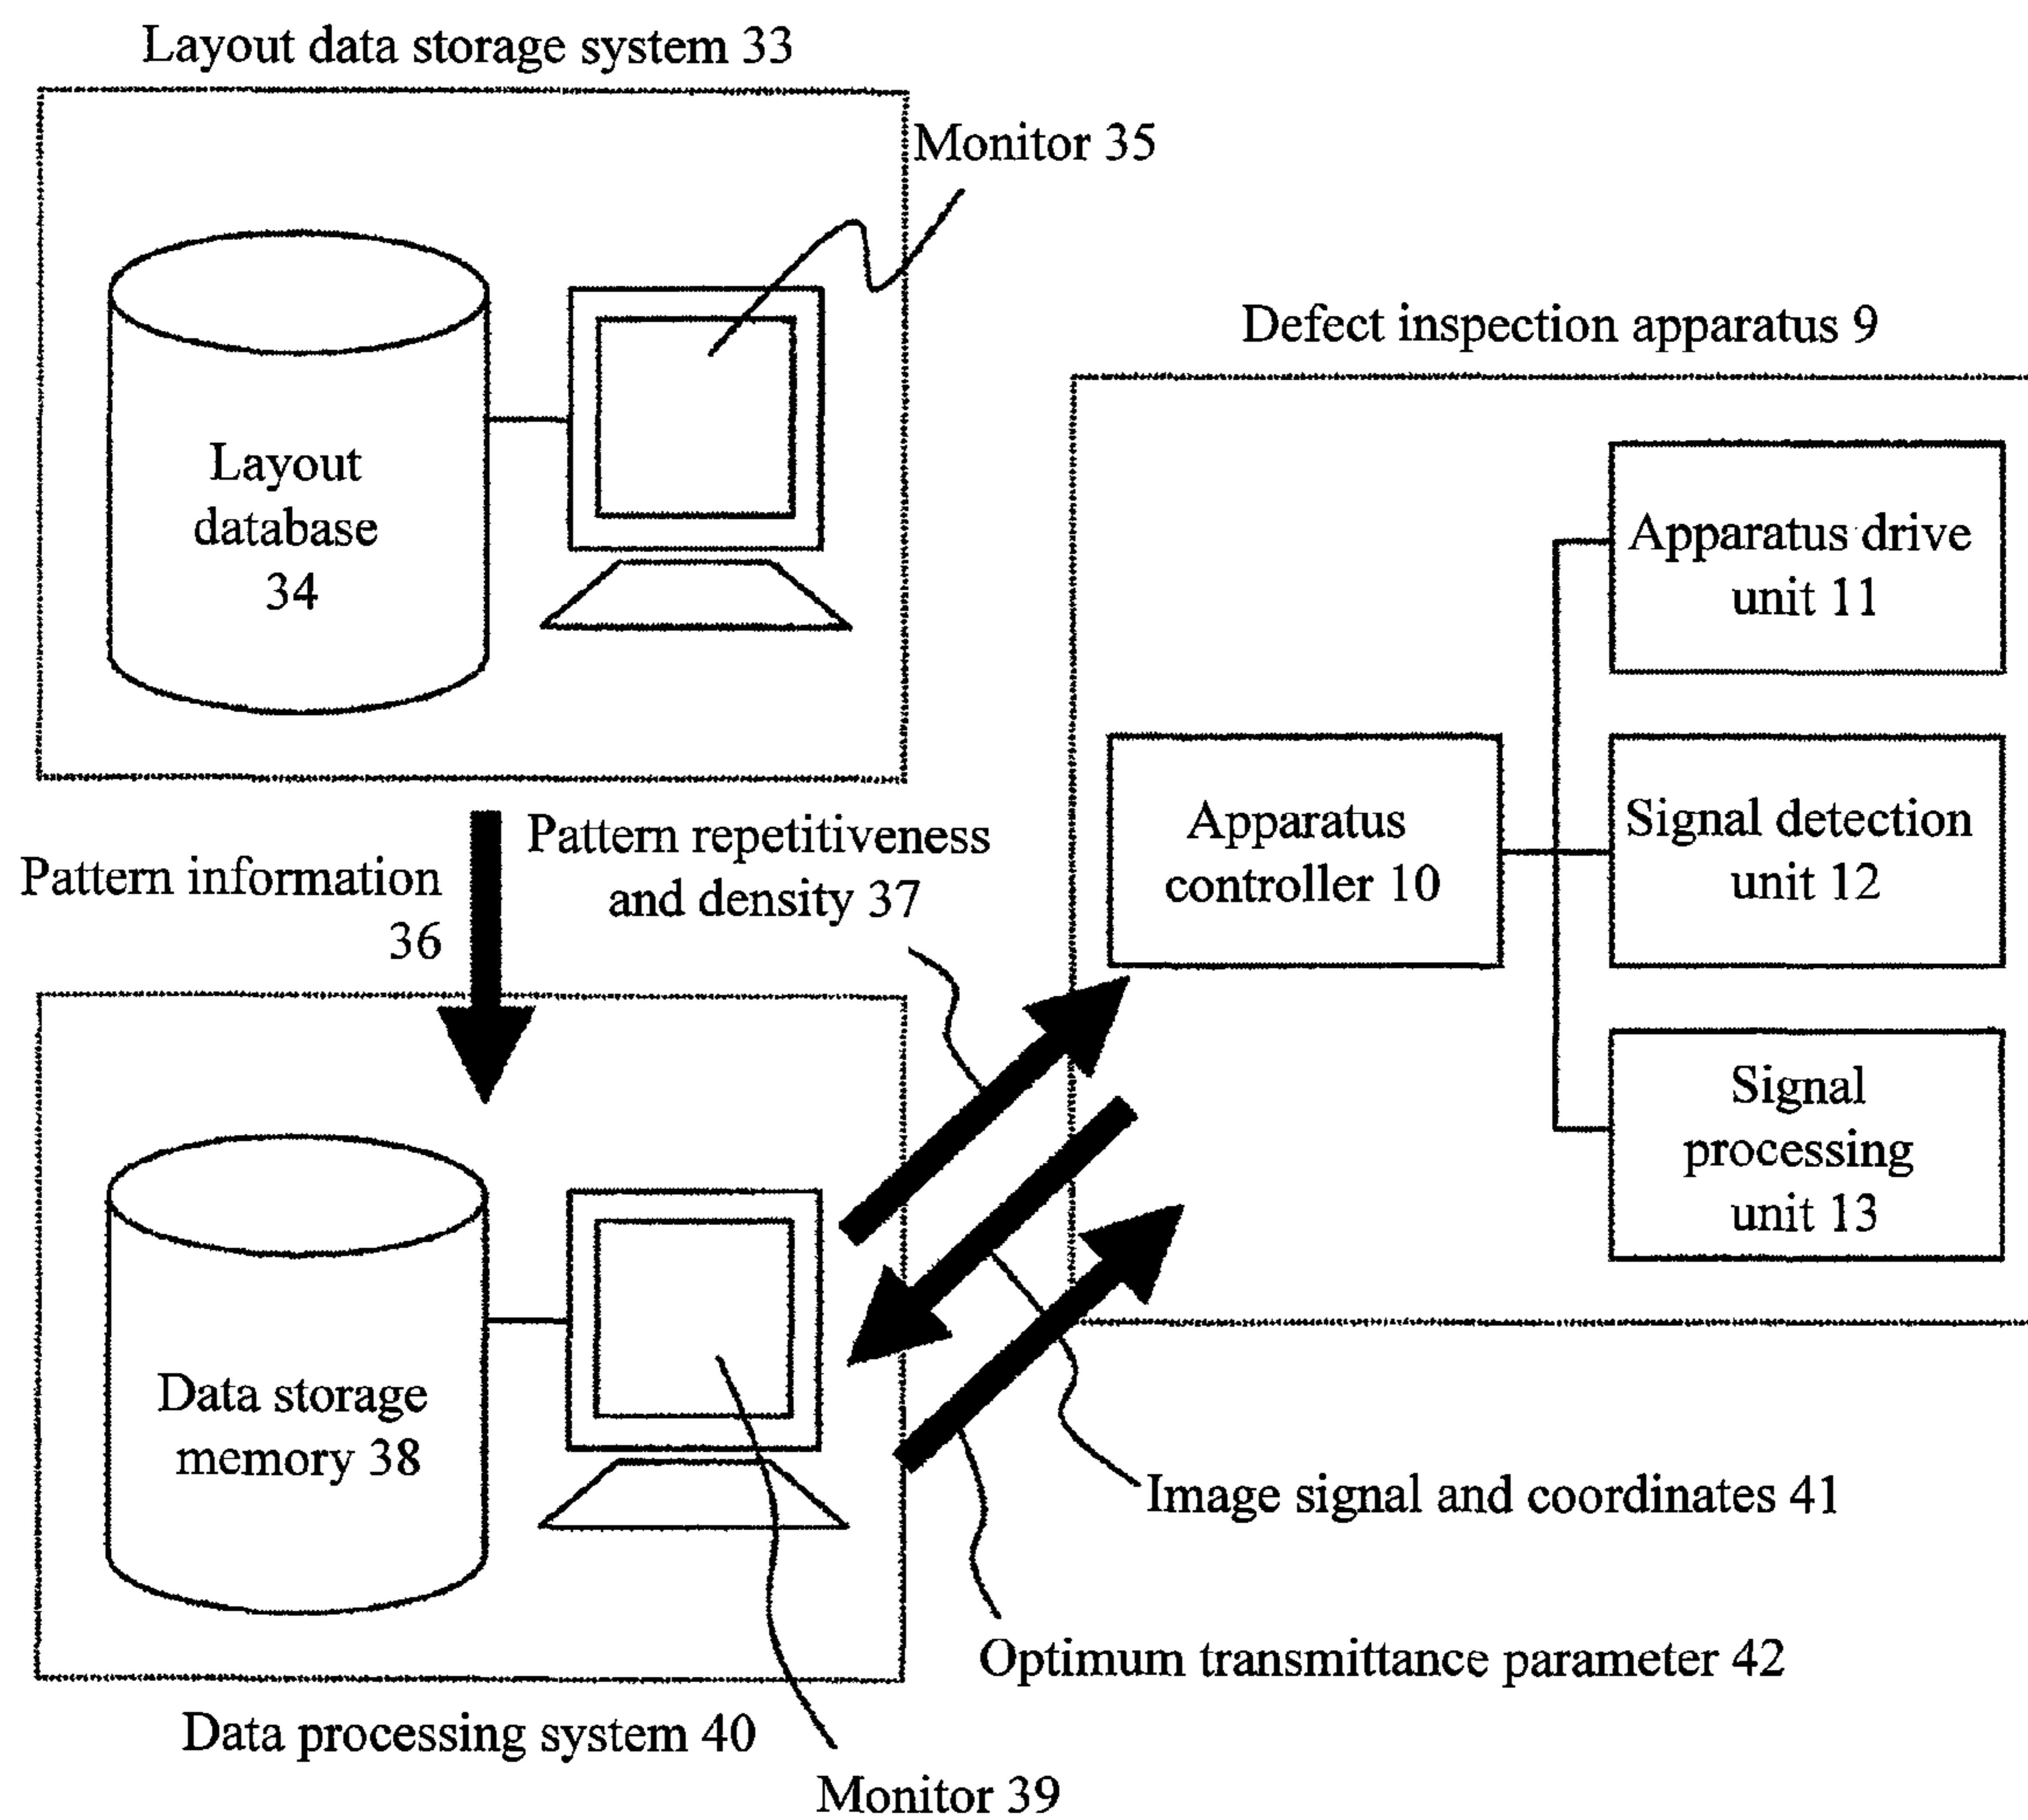 Layout data storage system 33
Monitor 35
Layout
database
34
Defect inspection apparatus 9
Apparatus drive
unit 11
Apparatus
controller 10
Signal detection
unit 12
Signal
processing
unit 13
Pattern information
36
Pattern repetitiveness
and density 37
Data storage
memory 38
Image signal and coordinates 41
Optimum transmittance parameter 42
Data processing system 40
Monitor 39